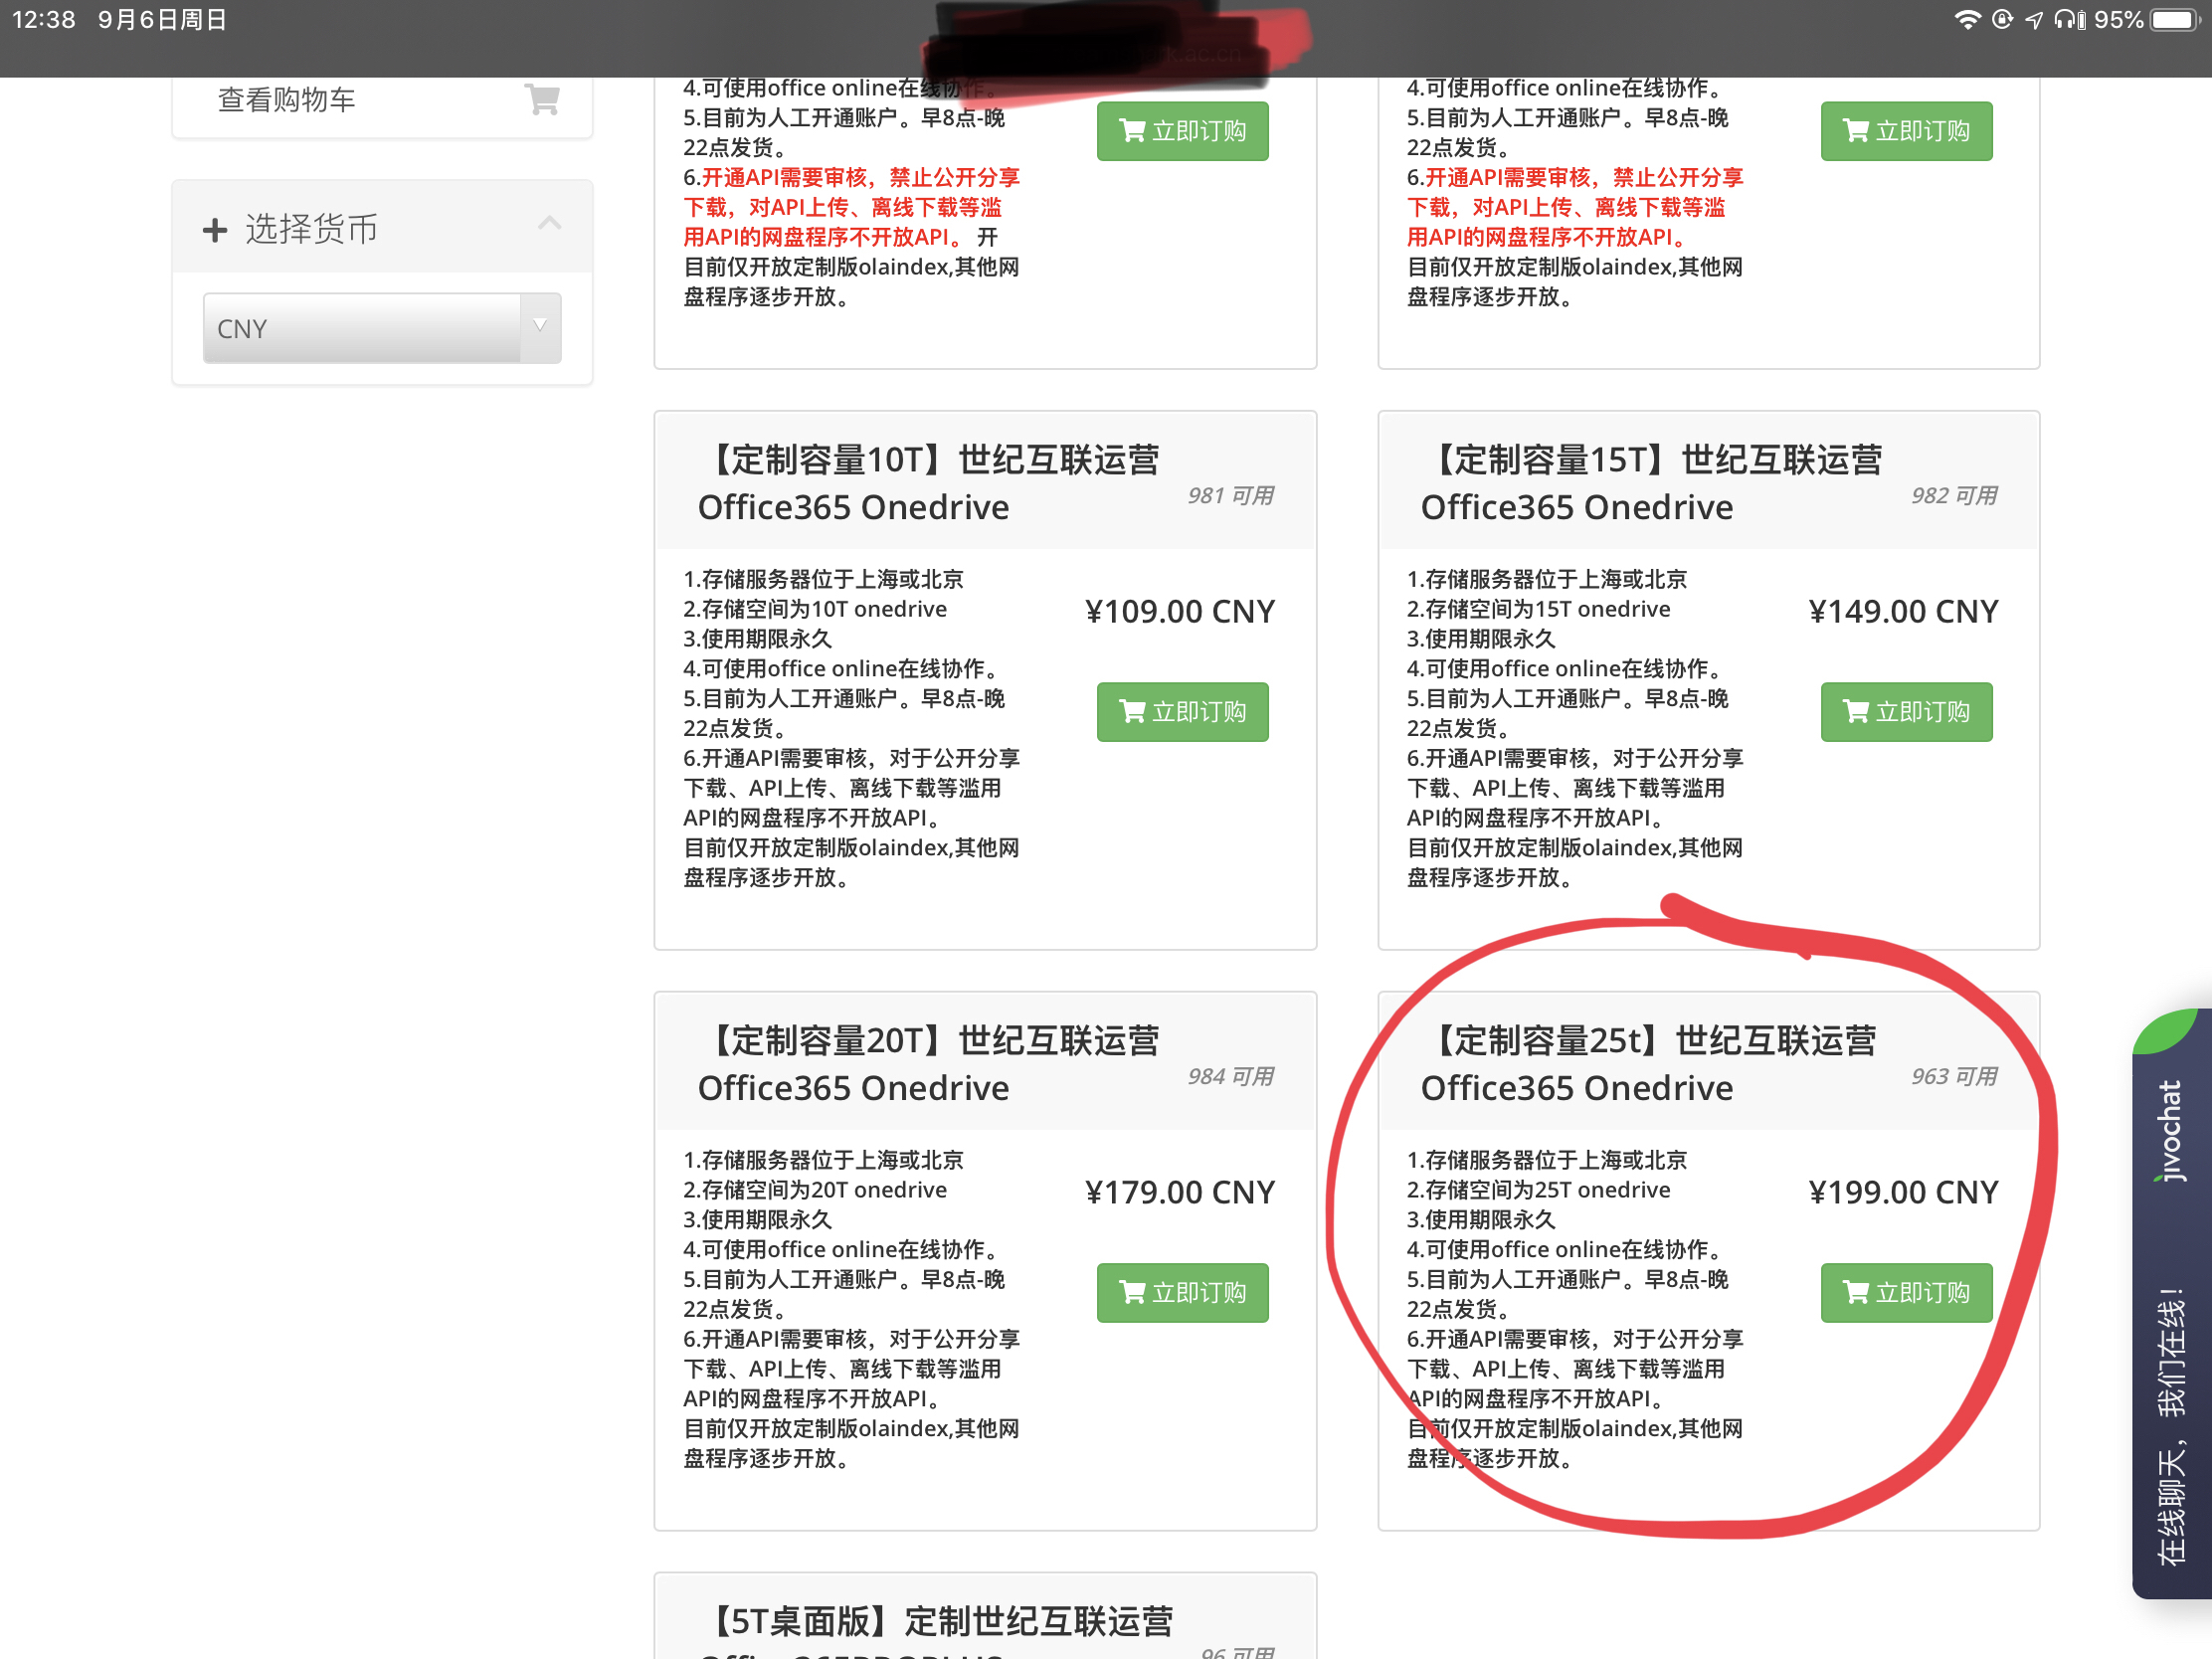 12:38 9月6日周日
95%
k.ac.cn
查看购物车
选择货币
CNY
4.可使用office online在线协作。
5.目前为人工开通账户。早8点-晚
22点发货。
6.开通API需要审核，禁止公开分享
下载，对API上传、离线下载等滥
用API的网盘程序不开放API。 开
目前仅开放定制版olaindex,其他网
盘程序逐步开放。
立即订购
4.可使用office online在线协作。
5.目前为人工开通账户。早8点-晚
22点发货。
6.开通API需要审核，禁止公开分享
下载，对API上传、离线下载等滥
用API的网盘程序不开放API。
目前仅开放定制版olaindex,其他网
盘程序逐步开放。
立即订购
【定制容量10T】世纪互联运营
Office365 Onedrive
981 可用
1.存储服务器位于上海或北京
2.存储空间为10T onedrive
3.使用期限永久
4.可使用office online在线协作。
5.目前为人工开通账户。早8点-晚
22点发货。
6.开通API需要审核，对于公开分享
下载、API上传、离线下载等滥用
API的网盘程序不开放API。
目前仅开放定制版olaindex,其他网
盘程序逐步开放。
¥109.00 CNY
立即订购
【定制容量15T】世纪互联运营
Office365 Onedrive
982 可用
1.存储服务器位于上海或北京
2.存储空间为15T onedrive
3.使用期限永久
4.可使用office online在线协作。
5.目前为人工开通账户。早8点-晚
22点发货。
6.开通API需要审核，对于公开分享
下载、API上传、离线下载等滥用
API的网盘程序不开放API。
目前仅开放定制版olaindex,其他网
盘程序逐步开放。
¥149.00 CNY
立即订购
【定制容量20T】世纪互联运营
Office365 Onedrive
984 可用
1.存储服务器位于上海或北京
2.存储空间为20T onedrive
3.使用期限永久
4.可使用office online在线协作。
5.目前为人工开通账户。早8点-晚
22点发货。
6.开通API需要审核，对于公开分享
下载、API上传、离线下载等滥用
API的网盘程序不开放API。
目前仅开放定制版olaindex,其他网
盘程序逐步开放。
¥179.00 CNY
立即订购
【定制容量25t】世纪互联运营
Office365 Onedrive
963 可用
1.存储服务器位于上海或北京
2.存储空间为25T onedrive
3.使用期限永久
4.可使用office online在线协作。
5.目前为人工开通账户。早8点-晚
22点发货。
6.开通API需要审核，对于公开分享
下载、API上传、离线下载等滥用
API的网盘程序不开放API。
目前仅开放定制版olaindex,其他网
盘程序逐步开放。
¥199.00 CNY
立即订购
【5T桌面版】定制世纪互联运营
Office365PROPLUS
96 可用
jivochat
在线聊天，我们在线！